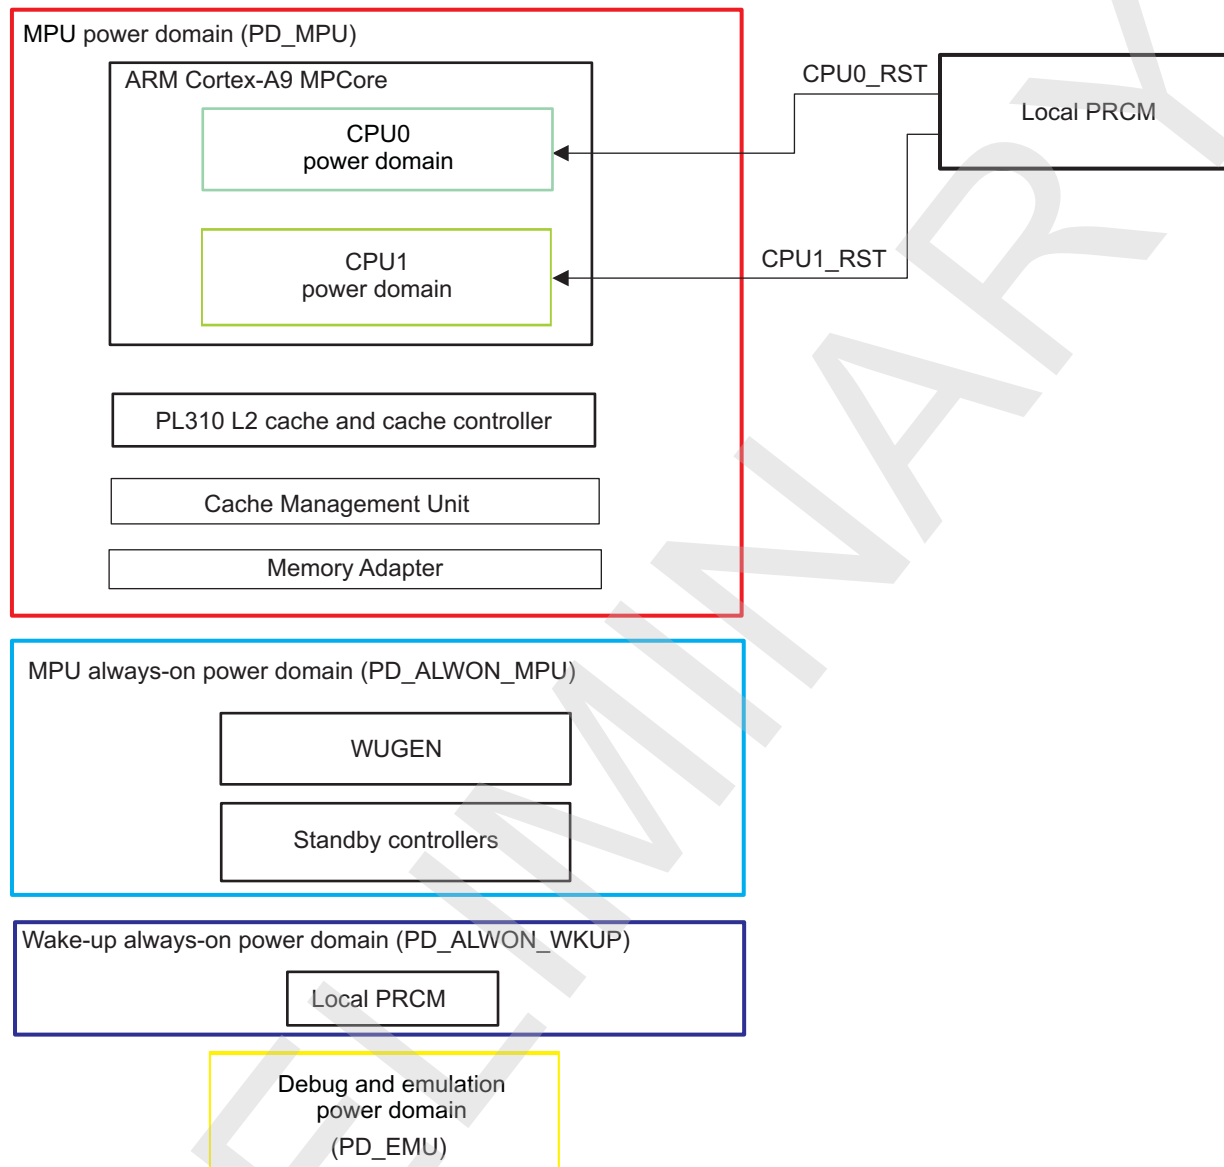 MPU power domain (PD_MPU)
ARM Cortex-A9 MPCore
CPU0
power domain
CPU1
power domain
CPU0_RST
Local PRCM
CPU1_RST
PL310 L2 cache and cache controller
Cache Management Unit
Memory Adapter
MPU always-on power domain (PD_ALWON_MPU)
WUGEN
Standby controllers
Wake-up always-on power domain (PD_ALWON_WKUP)
Local PRCM
Debug and emulation
power domain
(PD_EMU)
ELIMINARY